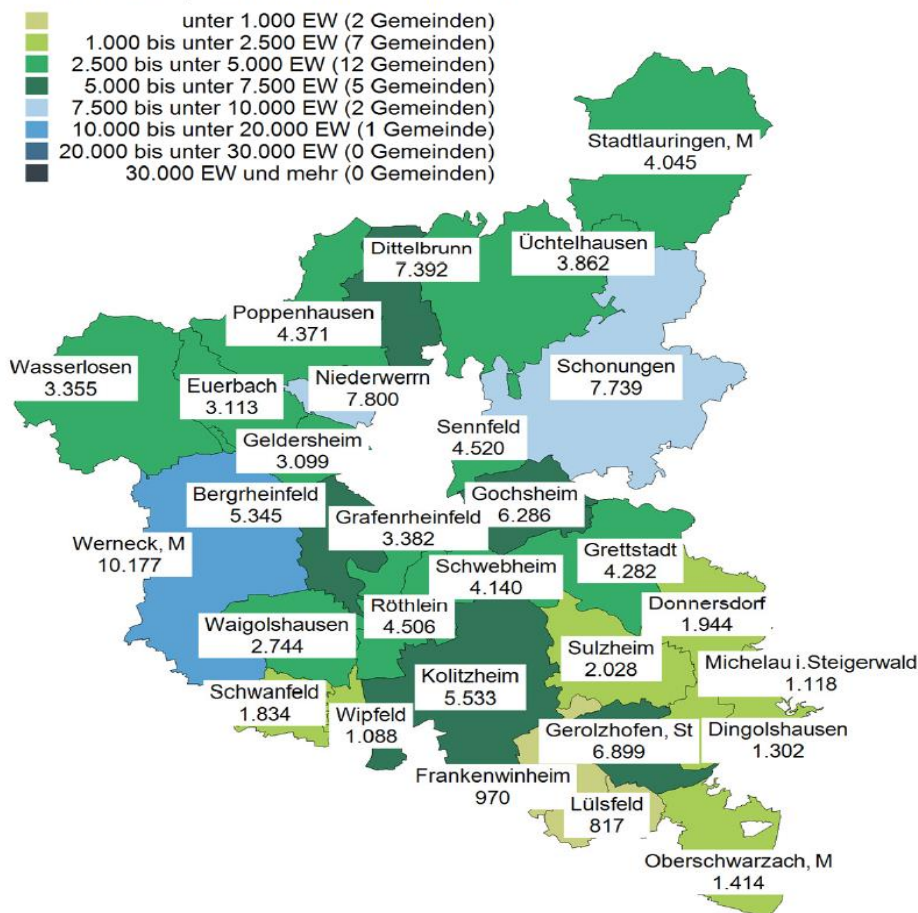 unter 1.000 EW (2 Gemeinden)
1.000 bis unter 2.500 EW (7 Gemeinden)
2.500 bis unter 5.000 EW (12 Gemeinden)
5.000 bis unter 7.500 EW (5 Gemeinden)
7.500 bis unter 10.000 EW (2 Gemeinden)
10.000 bis unter 20.000 EW (1 Gemeinde)
20.000 bis unter 30.000 EW (0 Gemeinden)
30.000 EW und mehr (0 Gemeinden)
Stadtlauringen, M
4.045
Dittelbrunn
7.392
Üchtelhausen
3.862
Poppenhausen
4.371
Wasserlosen
3.355
Euerbach
3.113
Niederwerrn
7.800
Schonungen
7.739
Geldersheim
3.099
Sennfeld
4.520
Bergrheinfeld
5.345
Gochsheim
6.286
Grafenrheinfeld
3.382
Werneck, M
10.177
Grettstadt
4.282
Schwebheim
4.140
Donnersdorf
1.944
Röthlein
4.506
Waigolshausen
2.744
Sulzheim
2.028
Michelau i.Steigerwald
1.118
Kolitzheim
5.533
Schwanfeld
1.834
Wipfeld
1.088
Gerolzhofen, St
6.899
Dingolshausen
1.302
Frankenwinheim
970
Lülsfeld
817
Oberschwarzach, M
1.414